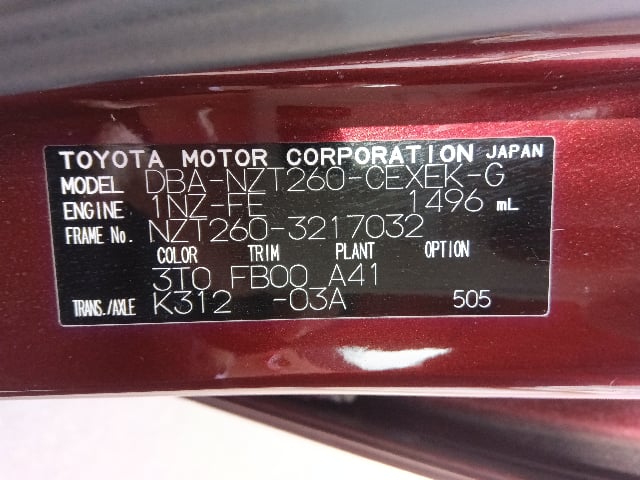 TOYOTA MOTOR CORPORATION JAPAN
MODEL DBA-NZT260-CEXEK-G
ENGINE 1NZ-FE 1496 mL
FRAME No. NZT260-3217032
COLOR TRIM PLANT OPTION
3T0 FB00 A41
TRANS./AXLE K312 -03A 505